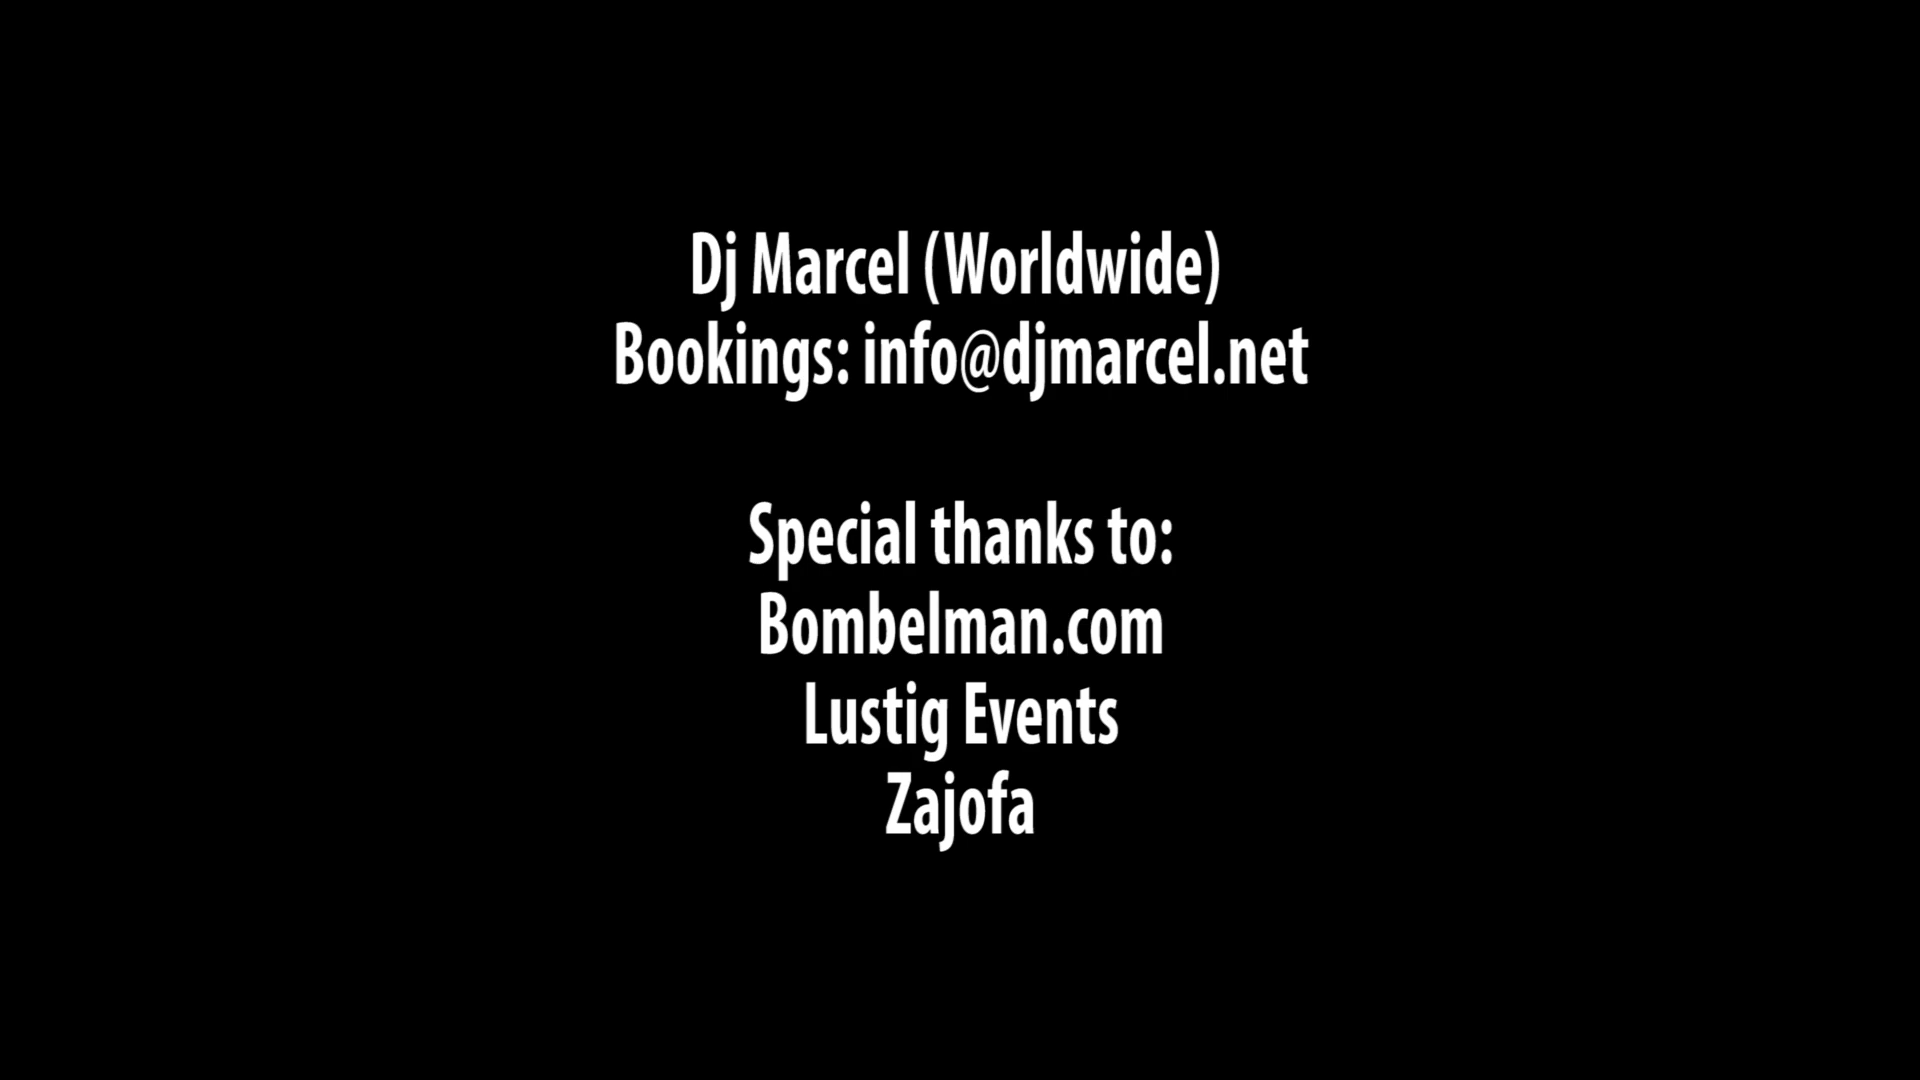 Dj Marcel (Worldwide)
Bookings: info@djmarcel.net
Special thanks to:
Bombelman.com
Lustig Events
Zajofa